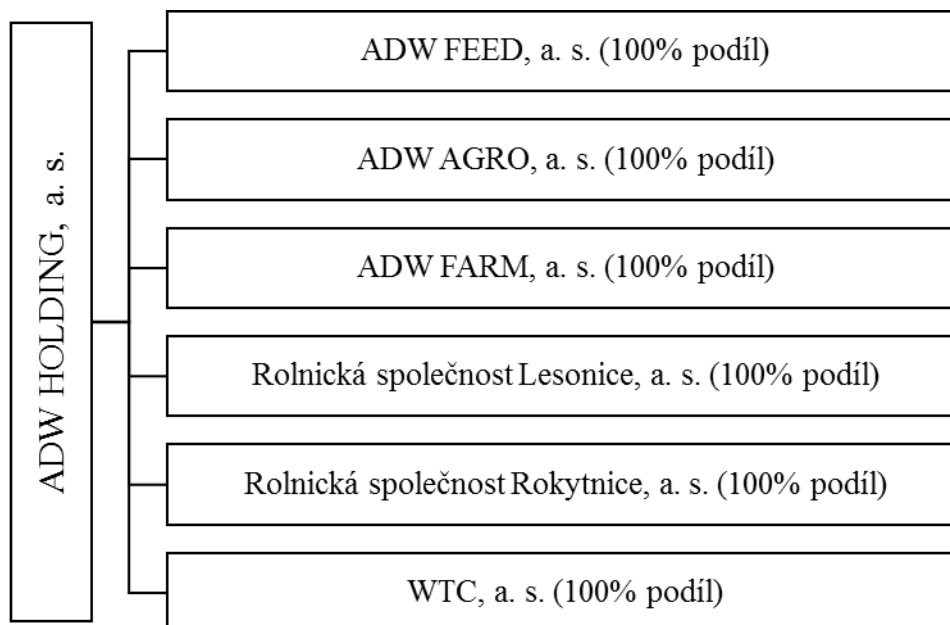 ADW HOLDING, a. s.
ADW FEED, a. s. (100% podíl)
ADW AGRO, a. s. (100% podíl)
ADW FARM, a. s. (100% podíl)
Rolnická společnost Lesonice, a. s. (100% podíl)
Rolnická společnost Rokytnice, a. s. (100% podíl)
WTC, a. s. (100% podíl)